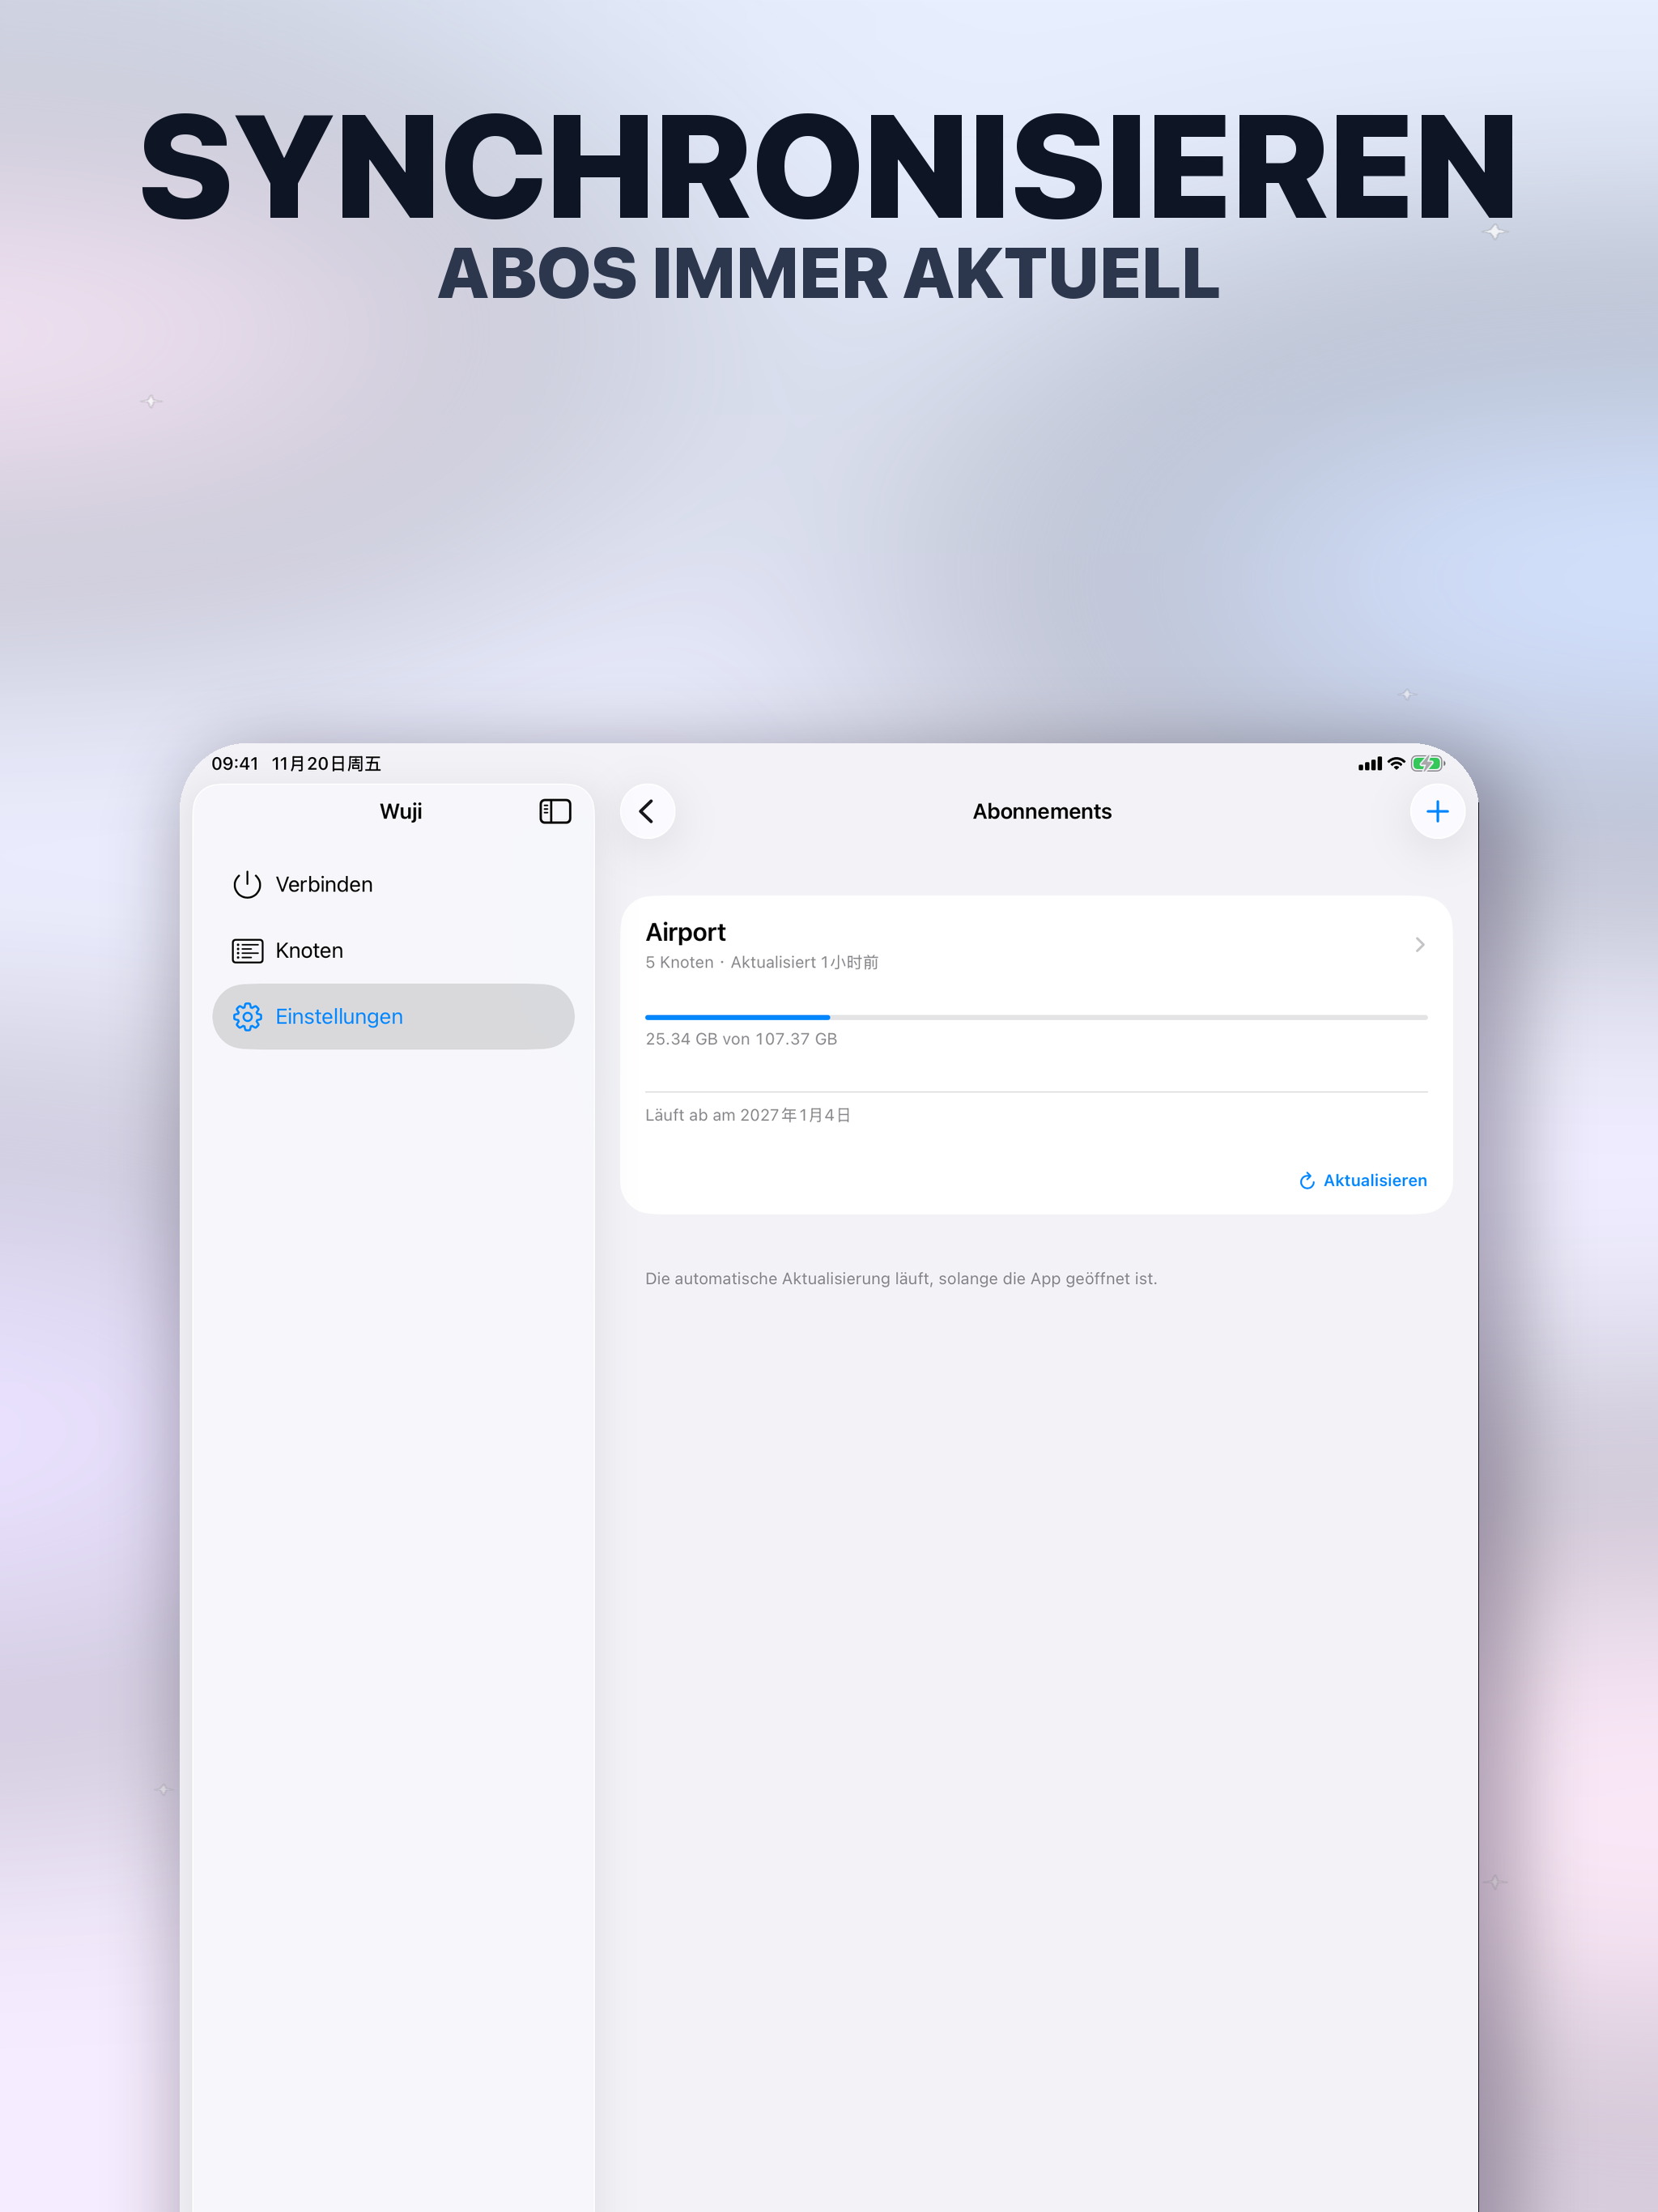 SYNCHRONISIEREN
ABOS IMMER AKTUELL
09:41 11月20日周五
Wuji
Verbinden
Knoten
Einstellungen
Abonnements
Airport
5 Knoten · Aktualisiert 1小时前
25.34 GB von 107.37 GB
Läuft ab am 2027年1月4日
Aktualisieren
Die automatische Aktualisierung läuft, solange die App geöffnet ist.